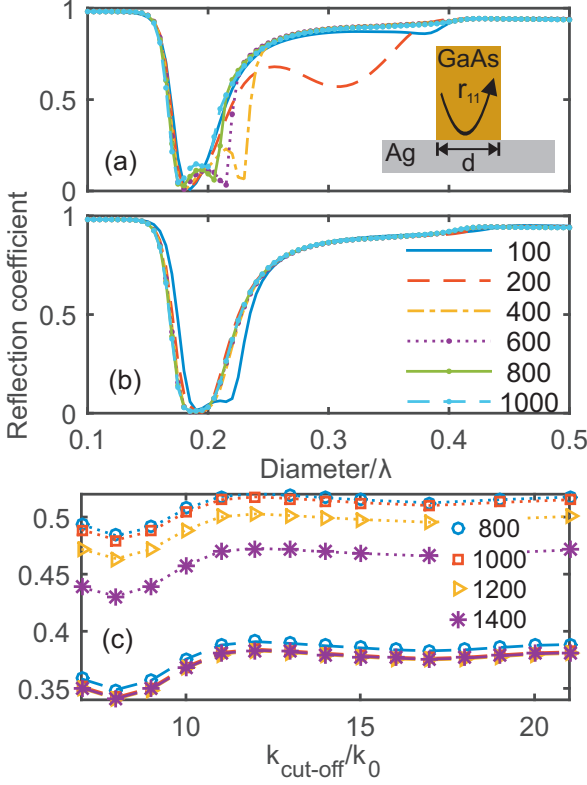 Reflection coefficient
1
0.5
0
(a)
GaAs
r11
Ag
d
1
0.5
0
(b)
100
200
400
600
800
1000
0.1 0.2 0.3 0.4 0.5
Diameter/λ
0.5
0.45
0.4
0.35
(c)
800
1000
1200
1400
10 15 20
kcut-off/k0